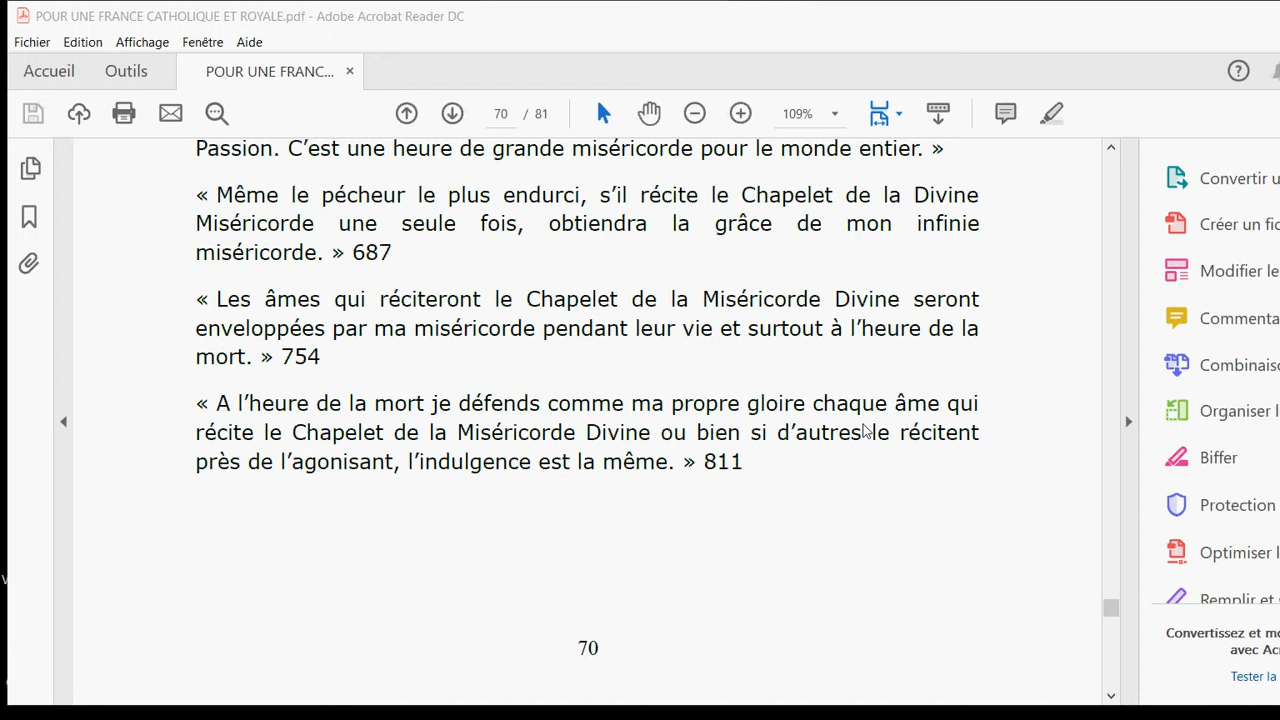 POUR UNE FRANCE CATHOLIQUE ET ROYALE.pdf - Adobe Acrobat Reader DC
Fichier Edition Affichage Fenêtre Aide
Accueil Outils POUR UNE FRANC... ×
70 / 81 109%
Passion. C’est une heure de grande miséricorde pour le monde entier. »
« Même le pécheur le plus endurci, s’il récite le Chapelet de la Divine
Miséricorde une seule fois, obtiendra la grâce de mon infinie
miséricorde. » 687
« Les âmes qui réciteront le Chapelet de la Miséricorde Divine seront
enveloppées par ma miséricorde pendant leur vie et surtout à l’heure de la
mort. » 754
« A l’heure de la mort je défends comme ma propre gloire chaque âme qui
récite le Chapelet de la Miséricorde Divine ou bien si d’autres le récitent
près de l’agonisant, l’indulgence est la même. » 811
70
Convertir u
Créer un fic
Modifier le
Commenta
Combinais
Organiser l
Biffer
Protection
Optimiser l
Remplir et
Convertissez et mo
avec Ac
Tester la